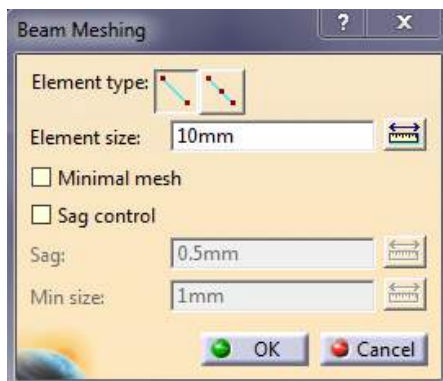 Beam Meshing ? X
Element type:
Element size: 10mm
Minimal mesh
Sag control
Sag: 0.5mm
Min size: 1mm
OK Cancel